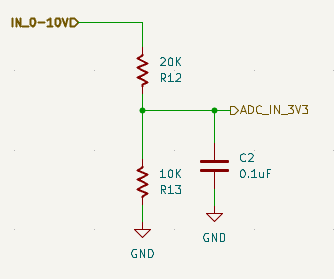 IN_0-10V
20K
R12
ADC_IN_3V3
10K
R13
C2
0.1uF
GND
GND